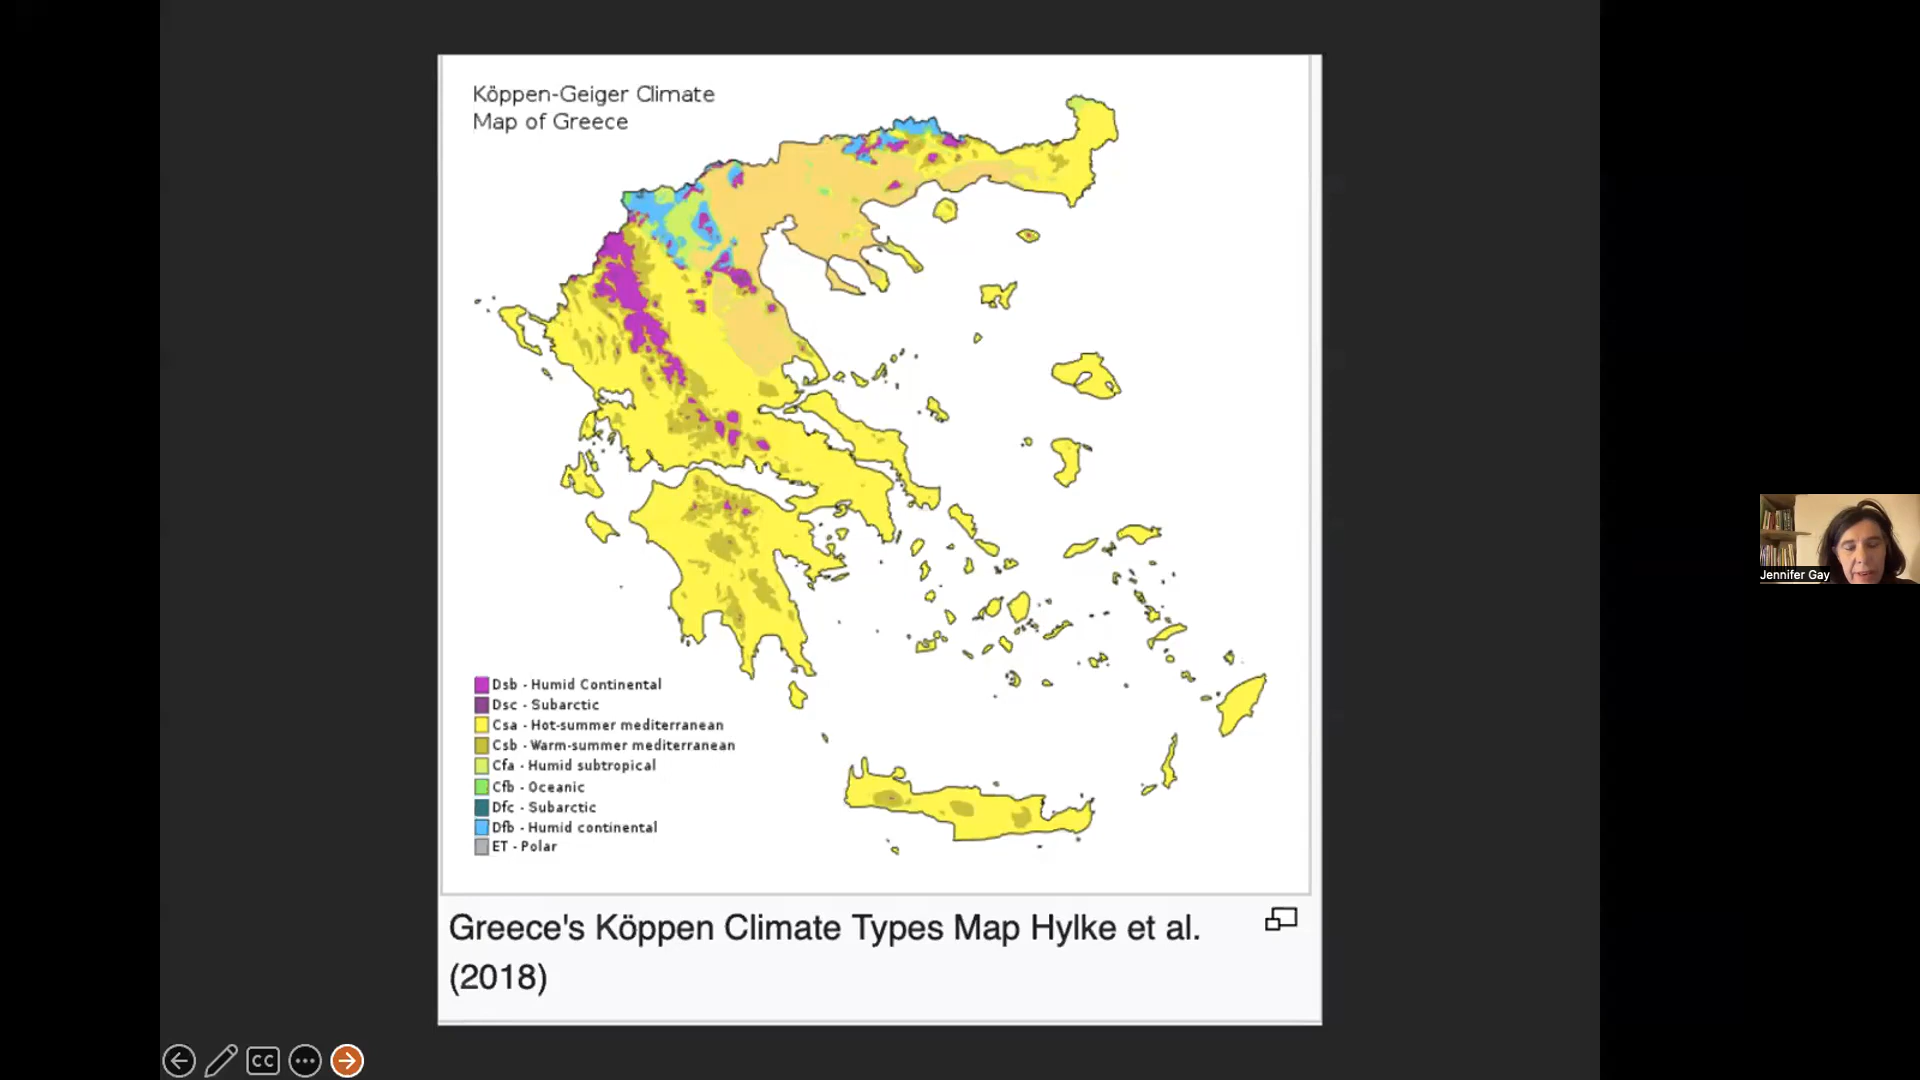 Köppen-Geiger Climate
Map of Greece
Dsb - Humid Continental
Dsc - Subarctic
Csa - Hot-summer mediterranean
Csb - Warm-summer mediterranean
Cfa - Humid subtropical
Cfb - Oceanic
Dfc - Subarctic
Dfb - Humid continental
ET - Polar
Greece's Köppen Climate Types Map Hylke et al.
(2018)
Jennifer Gay
CC